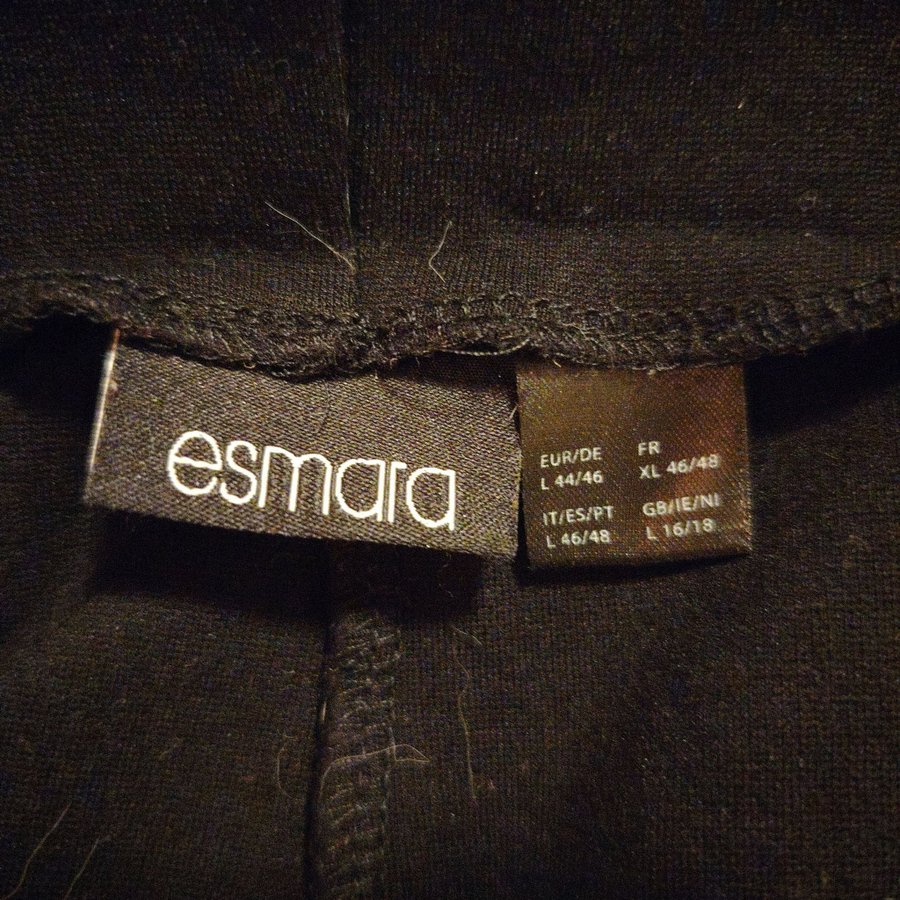 esmara
EUR/DE
L 44/46
FR
XL 46/48
IT/ES/PT
L 46/48
GB/IE/NI
L 16/18